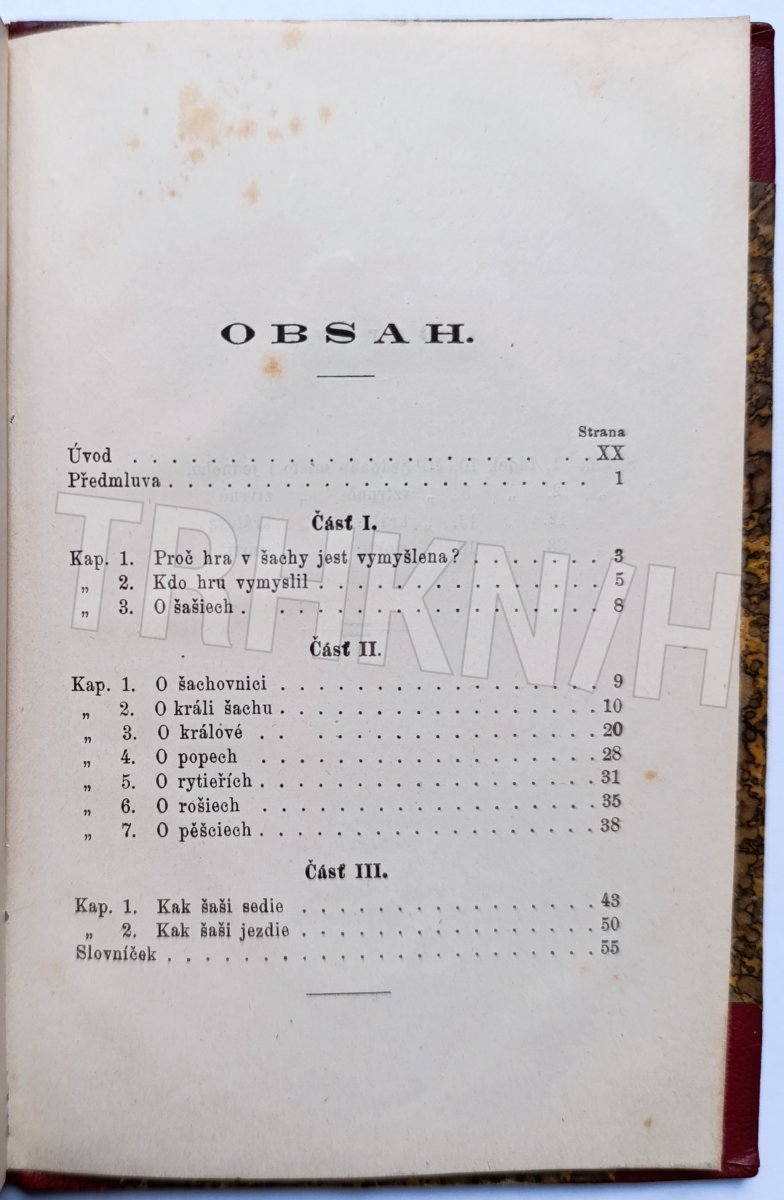 OBSAH.
Strana
Úvod . . . . . . . . . . . . . . . . . . . . . XX
Předmluva . . . . . . . . . . . . . . . . . . . 1
Část I.
Kap. 1. Proč hra v šachy jest vymyšlena? . . . . . . . 3
„ 2. Kdo hru vymyslil . . . . . . . . . . . . . 5
„ 3. O šašiech . . . . . . . . . . . . . . . . 8
Část II.
Kap. 1. O šachovnici . . . . . . . . . . . . . . . 9
„ 2. O králi šachu . . . . . . . . . . . . . . . 10
„ 3. O králové . . . . . . . . . . . . . . . 20
„ 4. O popech . . . . . . . . . . . . . . . 28
„ 5. O rytieřích . . . . . . . . . . . . . . . 31
„ 6. O rošiech . . . . . . . . . . . . . . . 35
„ 7. O pěšciech . . . . . . . . . . . . . . . 38
Část III.
Kap. 1. Kak šaši sedie . . . . . . . . . . . . . . 43
„ 2. Kak šaši jezdie . . . . . . . . . . . . . . 50
Slovníček . . . . . . . . . . . . . . . . . . . 55
TRHKNIH